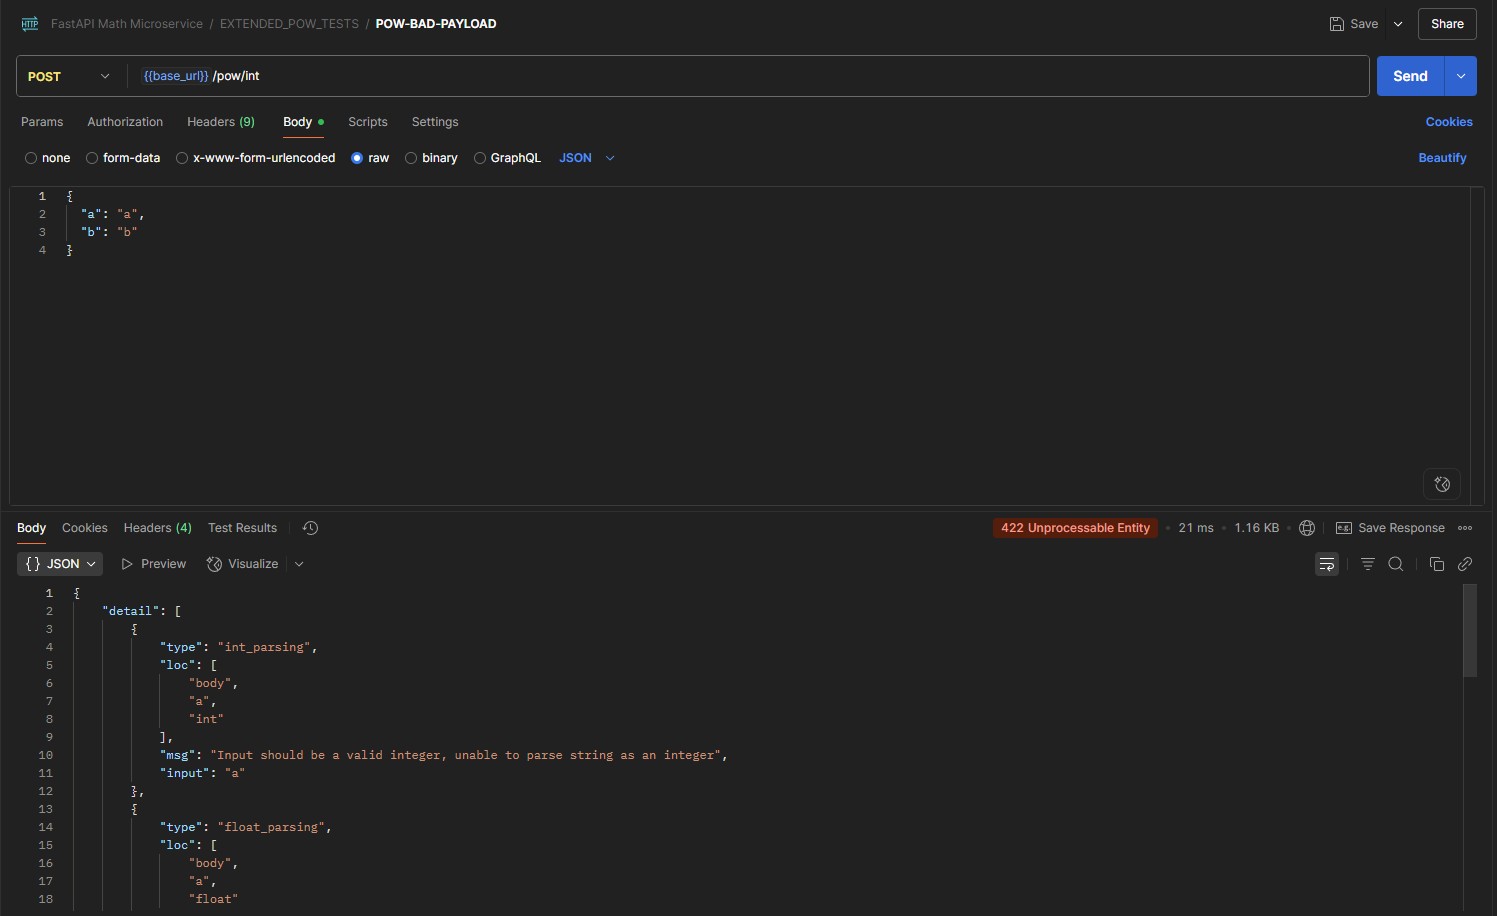 HTTP FastAPI Math Microservice / EXTENDED_POW_TESTS / POW-BAD-PAYLOAD Save Share
POST {{base_url}} /pow/int Send
Params Authorization Headers (9) Body Scripts Settings Cookies
none form-data x-www-form-urlencoded raw binary GraphQL JSON Beautify
1 {
2 "a": "a",
3 "b": "b"
4 }
Body Cookies Headers (4) Test Results 422 Unprocessable Entity • 21 ms • 1.16 KB • e.g. Save Response
{} JSON Preview Visualize
1 {
2 "detail": [
3 {
4 "type": "int_parsing",
5 "loc": [
6 "body",
7 "a",
8 "int"
9 ],
10 "msg": "Input should be a valid integer, unable to parse string as an integer",
11 "input": "a"
12 },
13 {
14 "type": "float_parsing",
15 "loc": [
16 "body",
17 "a",
18 "float"